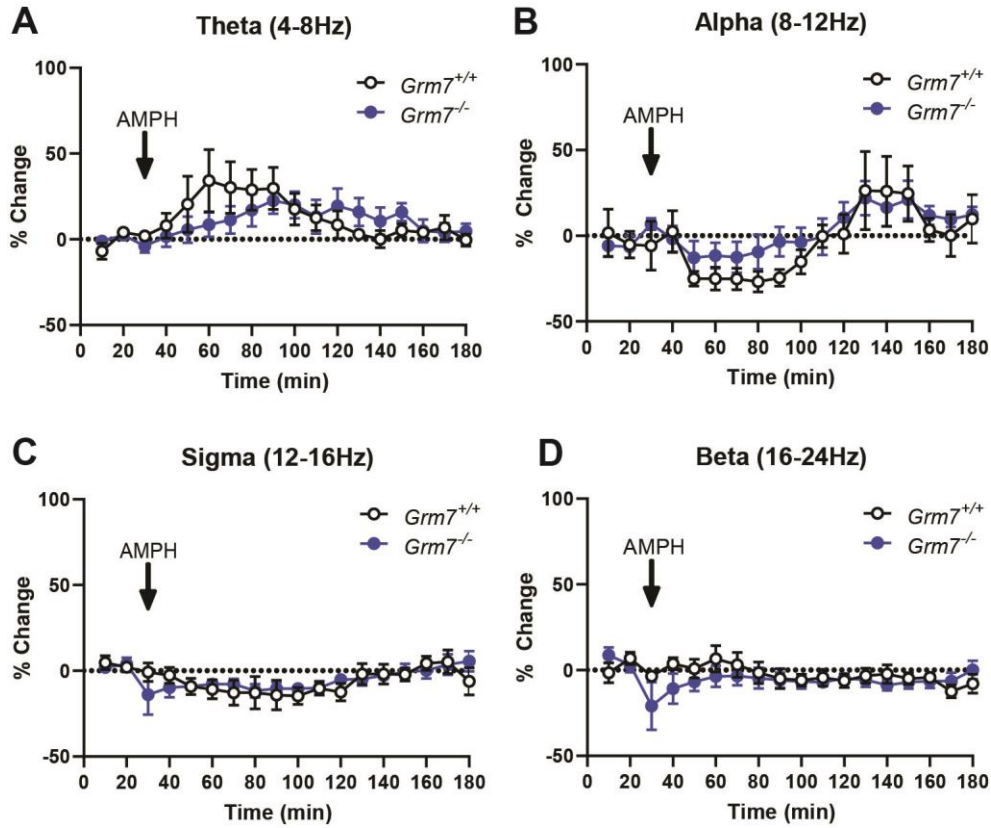 A
Theta (4-8Hz)
100
50
0
-50
% Change
AMPH
Grm7+/+
Grm7-/-
0 20 40 60 80 100 120 140 160 180
Time (min)
B
Alpha (8-12Hz)
100
50
0
-50
% Change
AMPH
Grm7+/+
Grm7-/-
0 20 40 60 80 100 120 140 160 180
Time (min)
C
Sigma (12-16Hz)
100
50
0
-50
% Change
AMPH
Grm7+/+
Grm7-/-
0 20 40 60 80 100 120 140 160 180
Time (min)
D
Beta (16-24Hz)
100
50
0
-50
% Change
AMPH
Grm7+/+
Grm7-/-
0 20 40 60 80 100 120 140 160 180
Time (min)